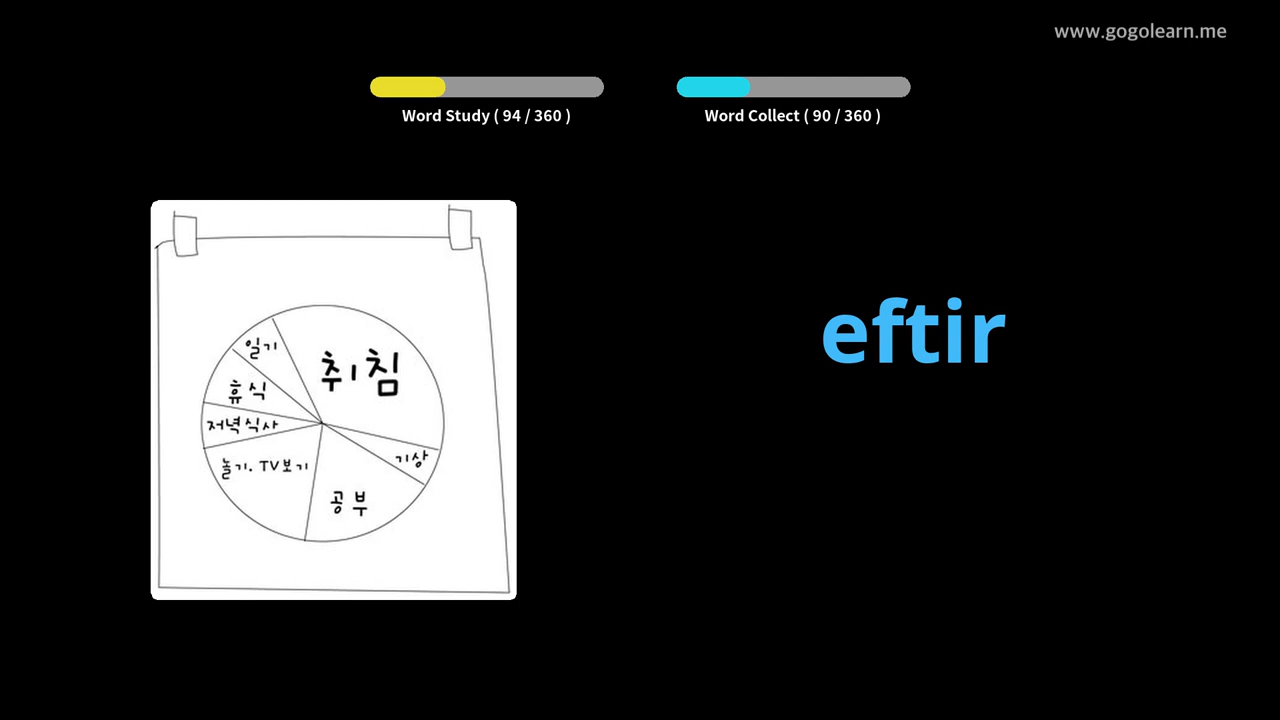 www.gogolearn.me
Word Study ( 94 / 360 )
Word Collect ( 90 / 360 )
일기
취침
휴식
저녁식사
기상
놀기. TV보기
공부
eftir